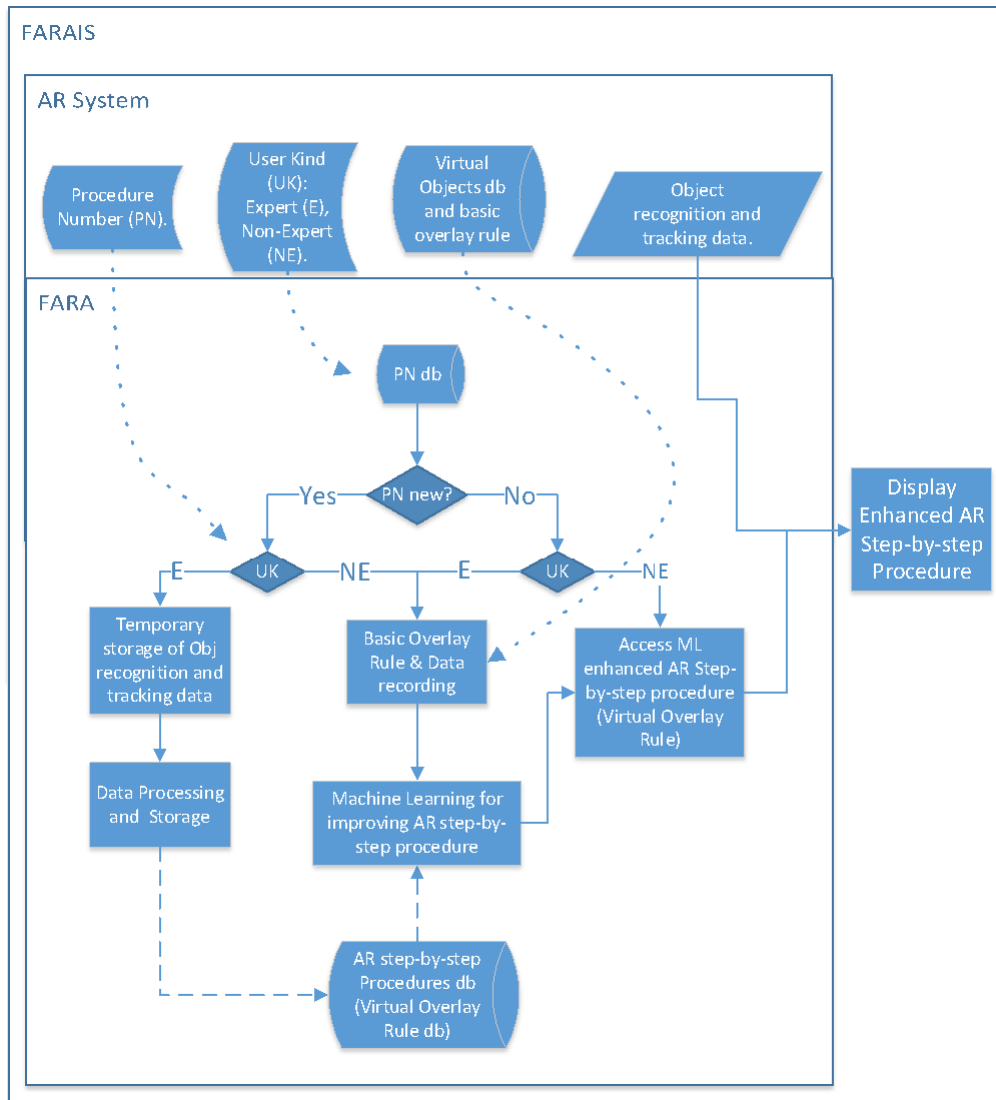 FARAIS
AR System
Procedure
Number (PN).
User Kind
(UK):
Expert (E),
Non-Expert
(NE).
Virtual
Objects db
and basic
overlay rule
Object
recognition and
tracking data.
FARA
PN db
PN new?
Yes
No
UK
E
NE
UK
E
NE
Temporary
storage of Obj
recognition and
tracking data
Basic Overlay
Rule & Data
recording
Access ML
enhanced AR Step-
by-step procedure
(Virtual Overlay
Rule)
Display
Enhanced AR
Step-by-step
Procedure
Data Processing
and Storage
Machine Learning for
improving AR step-by-
step procedure
AR step-by-step
Procedures db
(Virtual Overlay
Rule db)